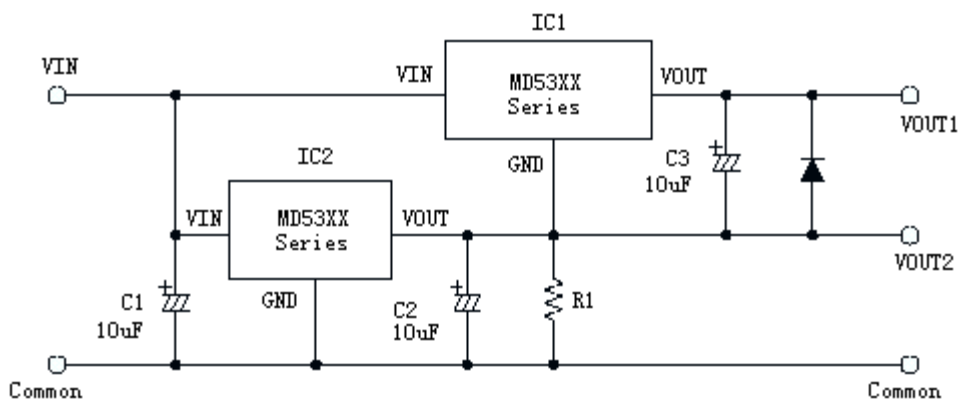 IC1
VIN
VIN
MD53XX
Series
VOUT
VOUT1
IC2
GND
C3
10uF
VIN
MD53XX
Series
VOUT
VOUT2
C1
10uF
GND
C2
10uF
R1
Common
Common